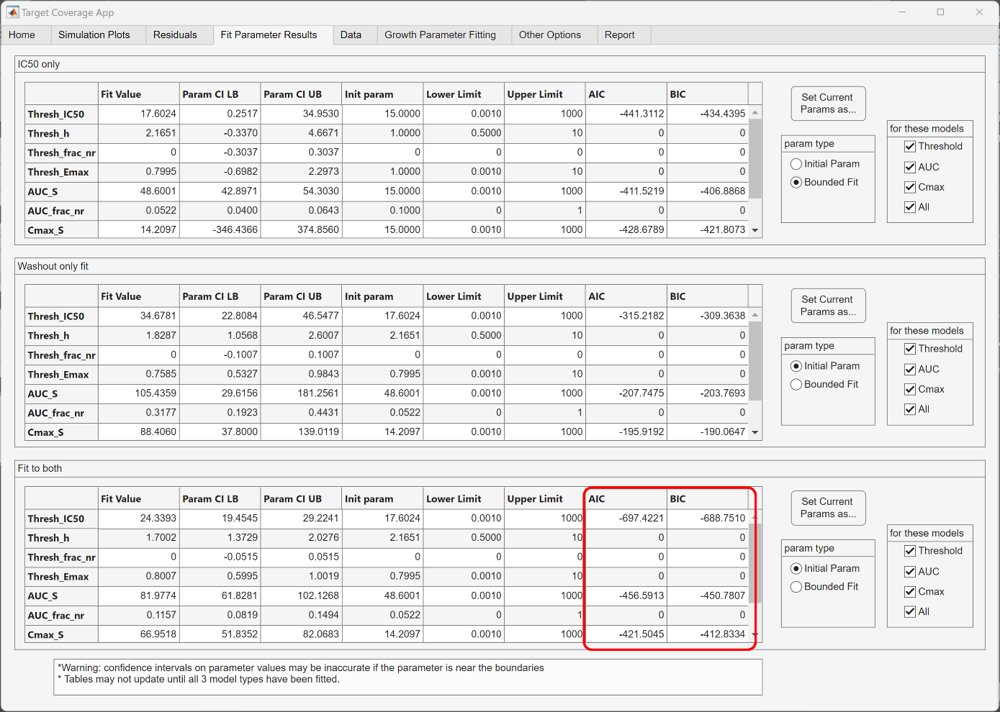 Target Coverage App
Home Simulation Plots Residuals Fit Parameter Results Data Growth Parameter Fitting Other Options Report
IC50 only
Fit Value Param CI LB Param CI UB Init param Lower Limit Upper Limit AIC BIC
Thresh_IC50 17.6024 0.2517 34.9530 15.0000 0.0010 1000 -441.3112 -434.4395
Thresh_h 2.1651 -0.3370 4.6671 1.0000 0.5000 10 0 0
Thresh_frac_nr 0 -0.3037 0.3037 0 0 0 0 0
Thresh_Emax 0.7995 -0.6982 2.2973 1.0000 0.0010 10 0 0
AUC_S 48.6001 42.8971 54.3030 15.0000 0.0010 1000 -411.5219 -406.8868
AUC_frac_nr 0.0522 0.0400 0.0643 0.1000 0 1 0 0
Cmax_S 14.2097 -346.4366 374.8560 15.0000 0.0010 1000 -428.6789 -421.8073
Set Current
Params as...
param type
Initial Param
Bounded Fit
for these models
Threshold
AUC
Cmax
All
Washout only fit
Fit Value Param CI LB Param CI UB Init param Lower Limit Upper Limit AIC BIC
Thresh_IC50 34.6781 22.8084 46.5477 17.6024 0.0010 1000 -315.2182 -309.3638
Thresh_h 1.8287 1.0568 2.6007 2.1651 0.5000 10 0 0
Thresh_frac_nr 0 -0.1007 0.1007 0 0 0 0 0
Thresh_Emax 0.7585 0.5327 0.9843 0.7995 0.0010 10 0 0
AUC_S 105.4359 29.6156 181.2561 48.6001 0.0010 1000 -207.7475 -203.7693
AUC_frac_nr 0.3177 0.1923 0.4431 0.0522 0 1 0 0
Cmax_S 88.4060 37.8000 139.0119 14.2097 0.0010 1000 -195.9192 -190.0647
Set Current
Params as...
param type
Initial Param
Bounded Fit
for these models
Threshold
AUC
Cmax
All
Fit to both
Fit Value Param CI LB Param CI UB Init param Lower Limit Upper Limit AIC BIC
Thresh_IC50 24.3393 19.4545 29.2241 17.6024 0.0010 1000 -697.4221 -688.7510
Thresh_h 1.7002 1.3729 2.0276 2.1651 0.5000 10 0 0
Thresh_frac_nr 0 -0.0515 0.0515 0 0 0 0 0
Thresh_Emax 0.8007 0.5995 1.0019 0.7995 0.0010 10 0 0
AUC_S 81.9774 61.8281 102.1268 48.6001 0.0010 1000 -456.5913 -450.7807
AUC_frac_nr 0.1157 0.0819 0.1494 0.0522 0 1 0 0
Cmax_S 66.9518 51.8352 82.0683 14.2097 0.0010 1000 -421.5045 -412.8334
Set Current
Params as...
param type
Initial Param
Bounded Fit
for these models
Threshold
AUC
Cmax
All
*Warning: confidence intervals on parameter values may be inaccurate if the parameter is near the boundaries
* Tables may not update until all 3 model types have been fitted.